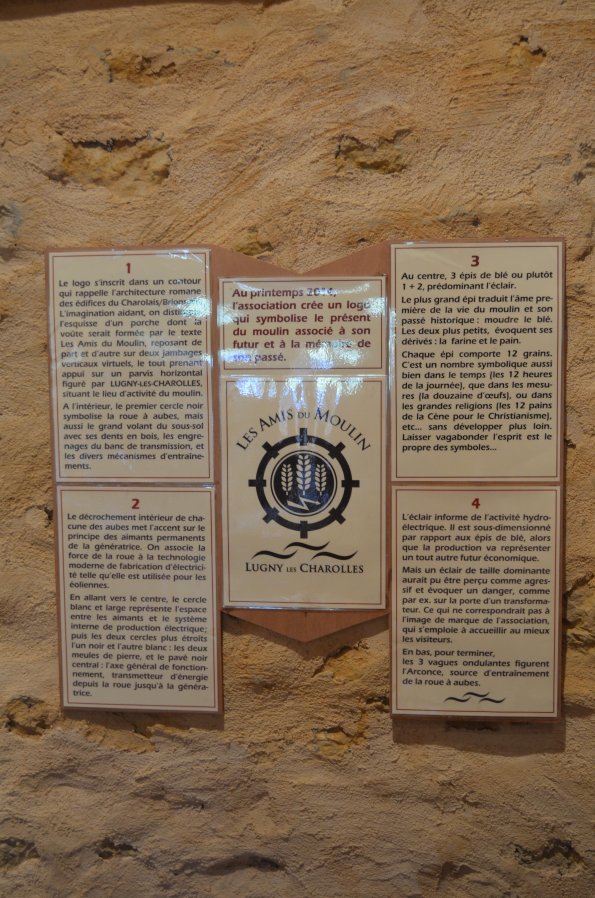 1
Le logo s'inscrit dans un contour
qui rappelle l'architecture romane
des édifices du Charolais/Brionnais.
L'imagination aidant, on distingue
l'esquisse d'un porche dont la
voûte serait formée par le texte
Les Amis du Moulin, reposant de
part et d'autre sur deux jambages
verticaux virtuels, le tout prenant
appui sur un parvis horizontal
figuré par LUGNY-LES-CHAROLLES,
situant le lieu d'activité du moulin.
A l'intérieur, le premier cercle noir
symbolise la roue à aubes, mais
aussi le grand volant du sous-sol
avec ses dents en bois, les engre-
nages du banc de transmission, et
les divers mécanismes d'entraîne-
ments.
2
Le décrochement intérieur de cha-
cune des aubes met l'accent sur le
principe des aimants permanents
de la génératrice. On associe la
force de la roue à la technologie
moderne de fabrication d'électrici-
té telle qu'elle est utilisée pour les
éoliennes.
En allant vers le centre, le cercle
blanc et large représente l'espace
entre les aimants et le système
interne de production électrique;
puis les deux cercles plus étroits
l'un noir et l'autre blanc : les deux
meules de pierre, et le pavé noir
central : l'axe général de fonction-
nement, transmetteur d'énergie
depuis la roue jusqu'à la généra-
trice.
Au printemps 2014,
l'association crée un logo
qui symbolise le présent
du moulin associé à son
futur et à la mémoire de
son passé.
LES AMIS DU MOULIN
LUGNY LES CHAROLLES
3
Au centre, 3 épis de blé ou plutôt
1 + 2, prédominant l'éclair.
Le plus grand épi traduit l'âme pre-
mière de la vie du moulin et son
passé historique : moudre le blé.
Les deux plus petits, évoquent ses
dérivés : la farine et le pain.
Chaque épi comporte 12 grains.
C'est un nombre symbolique aussi
bien dans le temps (les 12 heures
de la journée), que dans les mesu-
res (la douzaine d'œufs), ou dans
les grandes religions (les 12 pains
de la Cène pour le Christianisme),
etc... sans développer plus loin.
Laisser vagabonder l'esprit est le
propre des symboles...
4
L'éclair informe de l'activité hydro-
électrique. Il est sous-dimensionné
par rapport aux épis de blé, alors
que la production va représenter
un tout autre futur économique.
Mais un éclair de taille dominante
aurait pu être perçu comme agres-
sif et évoquer un danger, comme
par ex. sur la porte d'un transforma-
teur. Ce qui ne correspondrait pas à
l'image de marque de l'association,
qui s'emploie à accueillir au mieux
les visiteurs.
En bas, pour terminer,
les 3 vagues ondulantes figurent
l'Arconce, source d'entraînement
de la roue à aubes.